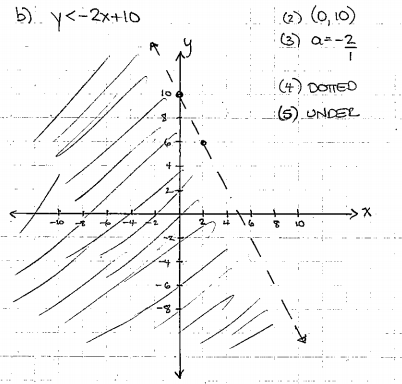 b) y<-2x+10
(2) (0,10)
(3) a=-2/1
(4) DOTTED
(5) UNDER
y
10
8
6
4
2
-10 -8 -6 -4 -2 2 4 6 8 10 x
-2
-4
-6
-8